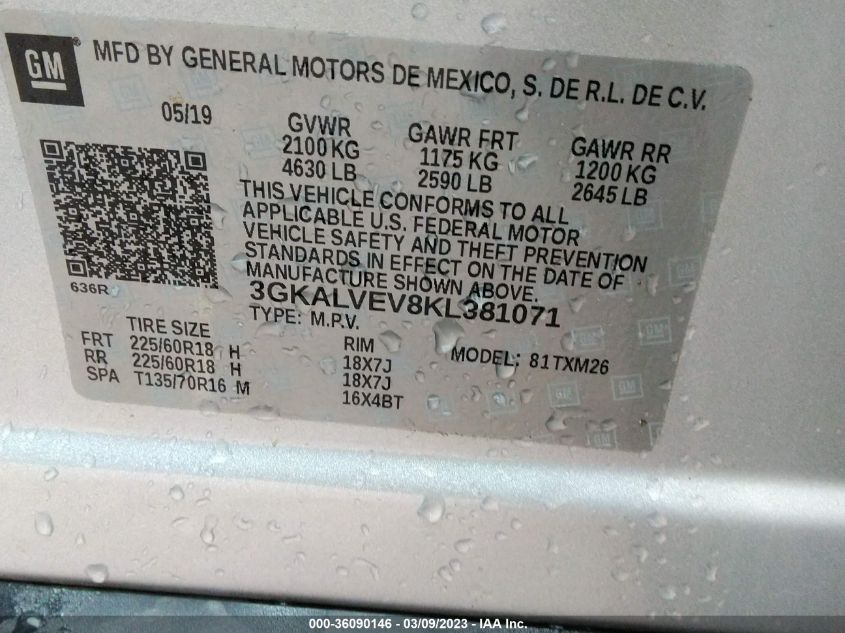 GM
MFD BY GENERAL MOTORS DE MEXICO, S. DE R.L. DE C.V.
05/19
GVWR
2100 KG
4630 LB
GAWR FRT
1175 KG
2590 LB
GAWR RR
1200 KG
2645 LB
THIS VEHICLE CONFORMS TO ALL
APPLICABLE U.S. FEDERAL MOTOR
VEHICLE SAFETY AND THEFT PREVENTION
STANDARDS IN EFFECT ON THE DATE OF
MANUFACTURE SHOWN ABOVE.
636R
3GKALVEV8KL381071
TYPE: M.P.V.
MODEL: 81TXM26
TIRE SIZE RIM
FRT 225/60R18 H 18X7J
RR 225/60R18 H 18X7J
SPA T135/70R16 M 16X4BT
000-36090146 - 03/09/2023 - IAA Inc.